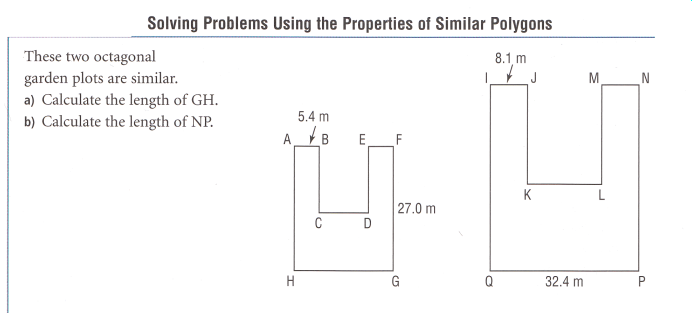 Solving Problems Using the Properties of Similar Polygons
These two octagonal
garden plots are similar.
a) Calculate the length of GH.
b) Calculate the length of NP.
5.4 m
A B E F
27.0 m
C D
H G
8.1 m
I J M N
K L
Q 32.4 m P